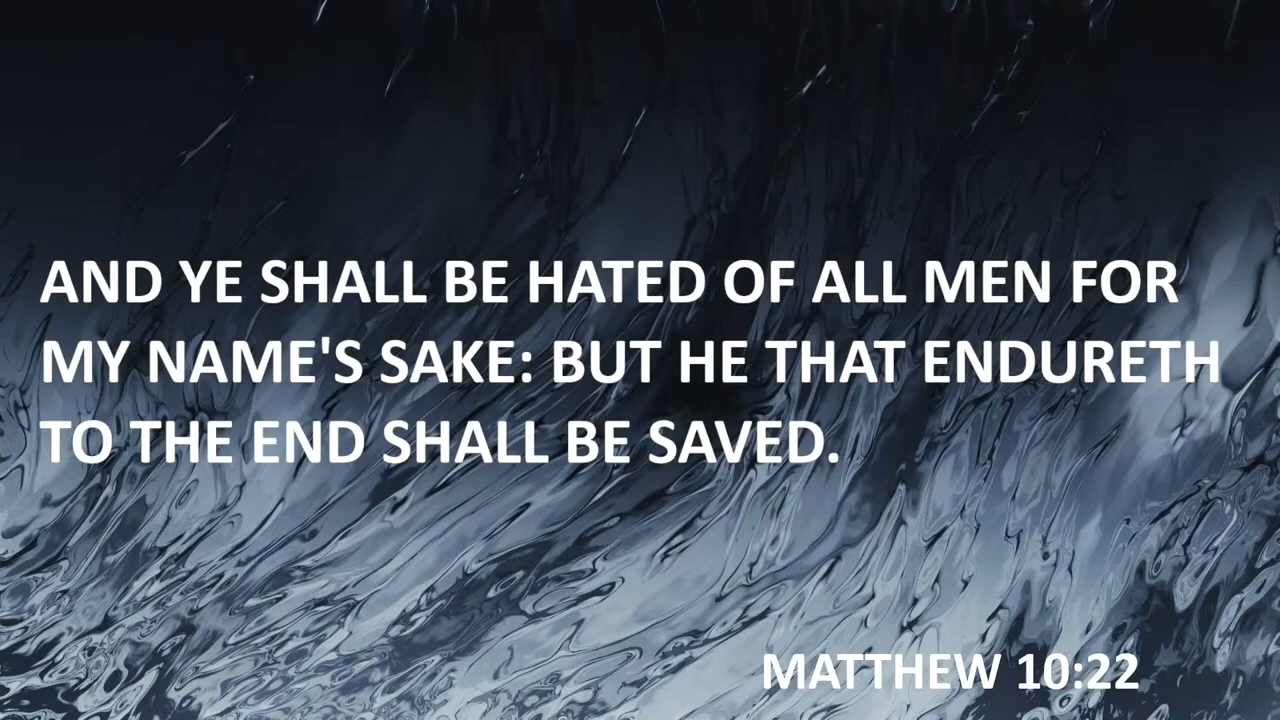 AND YE SHALL BE HATED OF ALL MEN FOR
MY NAME'S SAKE: BUT HE THAT ENDURETH
TO THE END SHALL BE SAVED.
MATTHEW 10:22